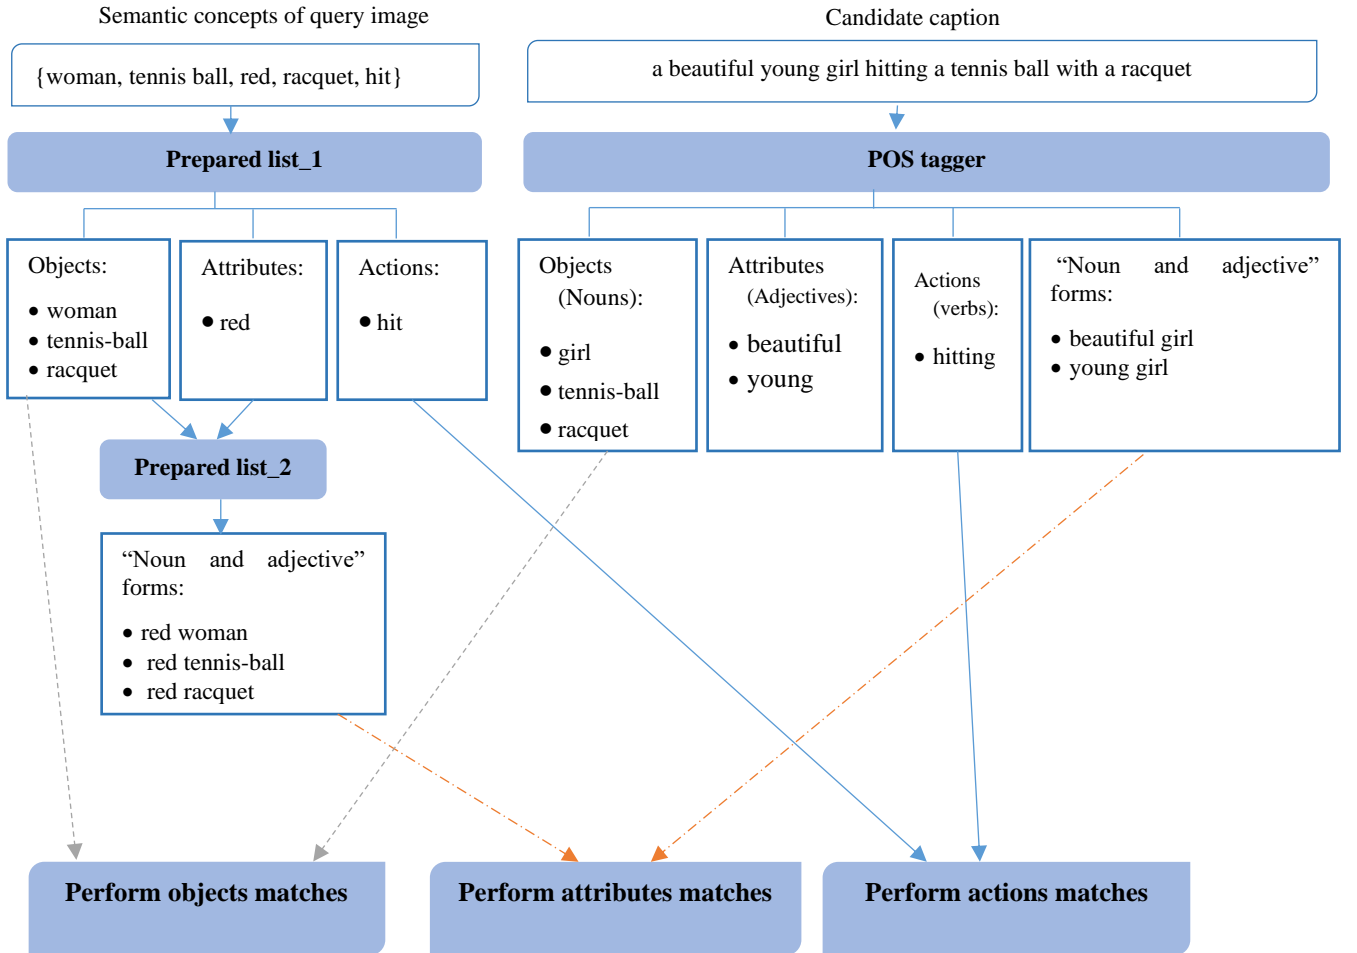 Semantic concepts of query image
Candidate caption
{woman, tennis ball, red, racquet, hit}
a beautiful young girl hitting a tennis ball with a racquet
Prepared list_1
POS tagger
Objects:
• woman
• tennis-ball
• racquet
Attributes:
• red
Actions:
• hit
Objects
(Nouns):
• girl
• tennis-ball
• racquet
Attributes
(Adjectives):
• beautiful
• young
Actions
(verbs):
• hitting
“Noun and adjective”
forms:
• beautiful girl
• young girl
Prepared list_2
“Noun and adjective”
forms:
• red woman
• red tennis-ball
• red racquet
Perform objects matches
Perform attributes matches
Perform actions matches